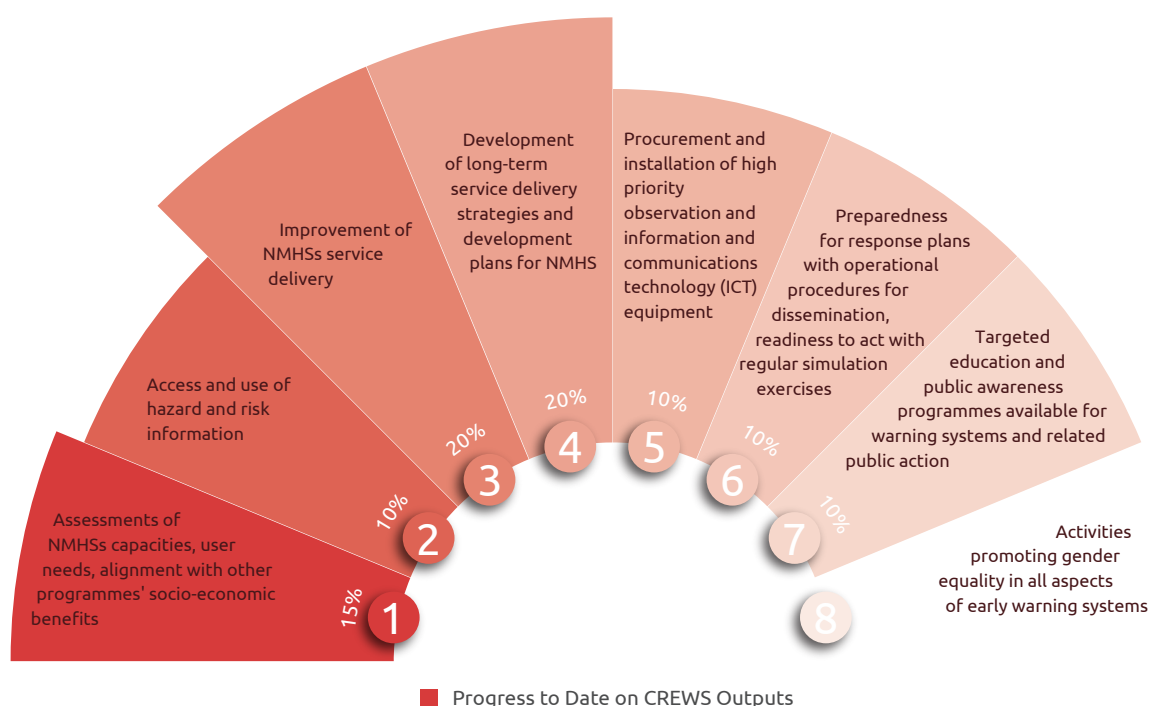 Assessments of
NMHSs capacities, user
needs, alignment with other
programmes' socio-economic
benefits
15%
1
Access and use of
hazard and risk
information
10%
2
Improvement of
NMHSs service
delivery
20%
3
Development
of long-term
service delivery
strategies and
development
plans for NMHS
20%
4
Procurement and
installation of high
priority
observation and
information and
communications
technology (ICT)
equipment
10%
5
Preparedness
for response plans
with operational
procedures for
dissemination,
readiness to act with
regular simulation
exercises
10%
6
Targeted
education and
public awareness
programmes available for
warning systems and related
public action
10%
7
Activities
promoting gender
equality in all aspects
of early warning systems
8
Progress to Date on CREWS Outputs